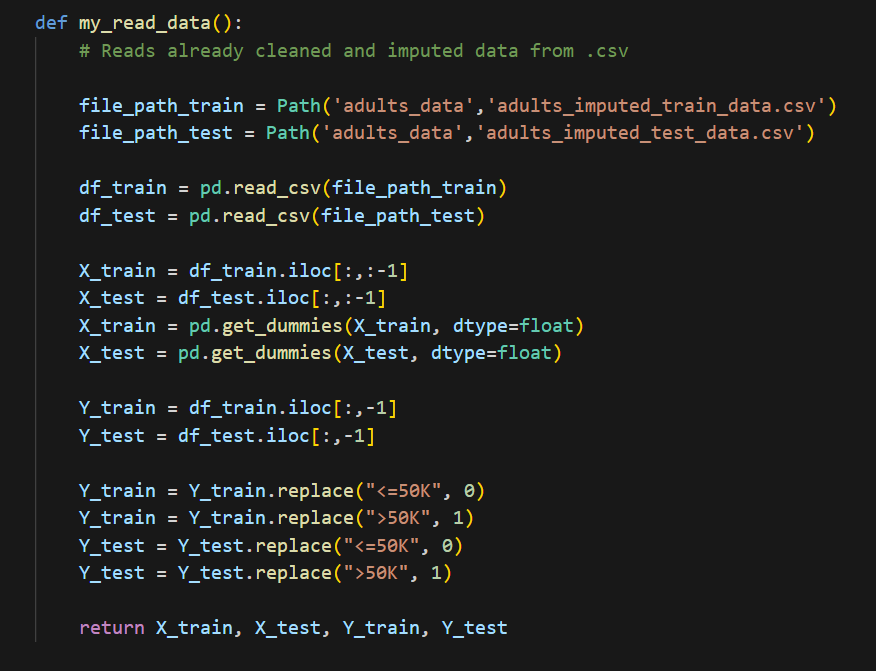 def my_read_data():
    # Reads already cleaned and imputed data from .csv

    file_path_train = Path('adults_data','adults_imputed_train_data.csv')
    file_path_test = Path('adults_data','adults_imputed_test_data.csv')

    df_train = pd.read_csv(file_path_train)
    df_test = pd.read_csv(file_path_test)

    X_train = df_train.iloc[:,:-1]
    X_test = df_test.iloc[:,:-1]
    X_train = pd.get_dummies(X_train, dtype=float)
    X_test = pd.get_dummies(X_test, dtype=float)

    Y_train = df_train.iloc[:,-1]
    Y_test = df_test.iloc[:,-1]

    Y_train = Y_train.replace("<=50K", 0)
    Y_train = Y_train.replace(">50K", 1)
    Y_test = Y_test.replace("<=50K", 0)
    Y_test = Y_test.replace(">50K", 1)

    return X_train, X_test, Y_train, Y_test